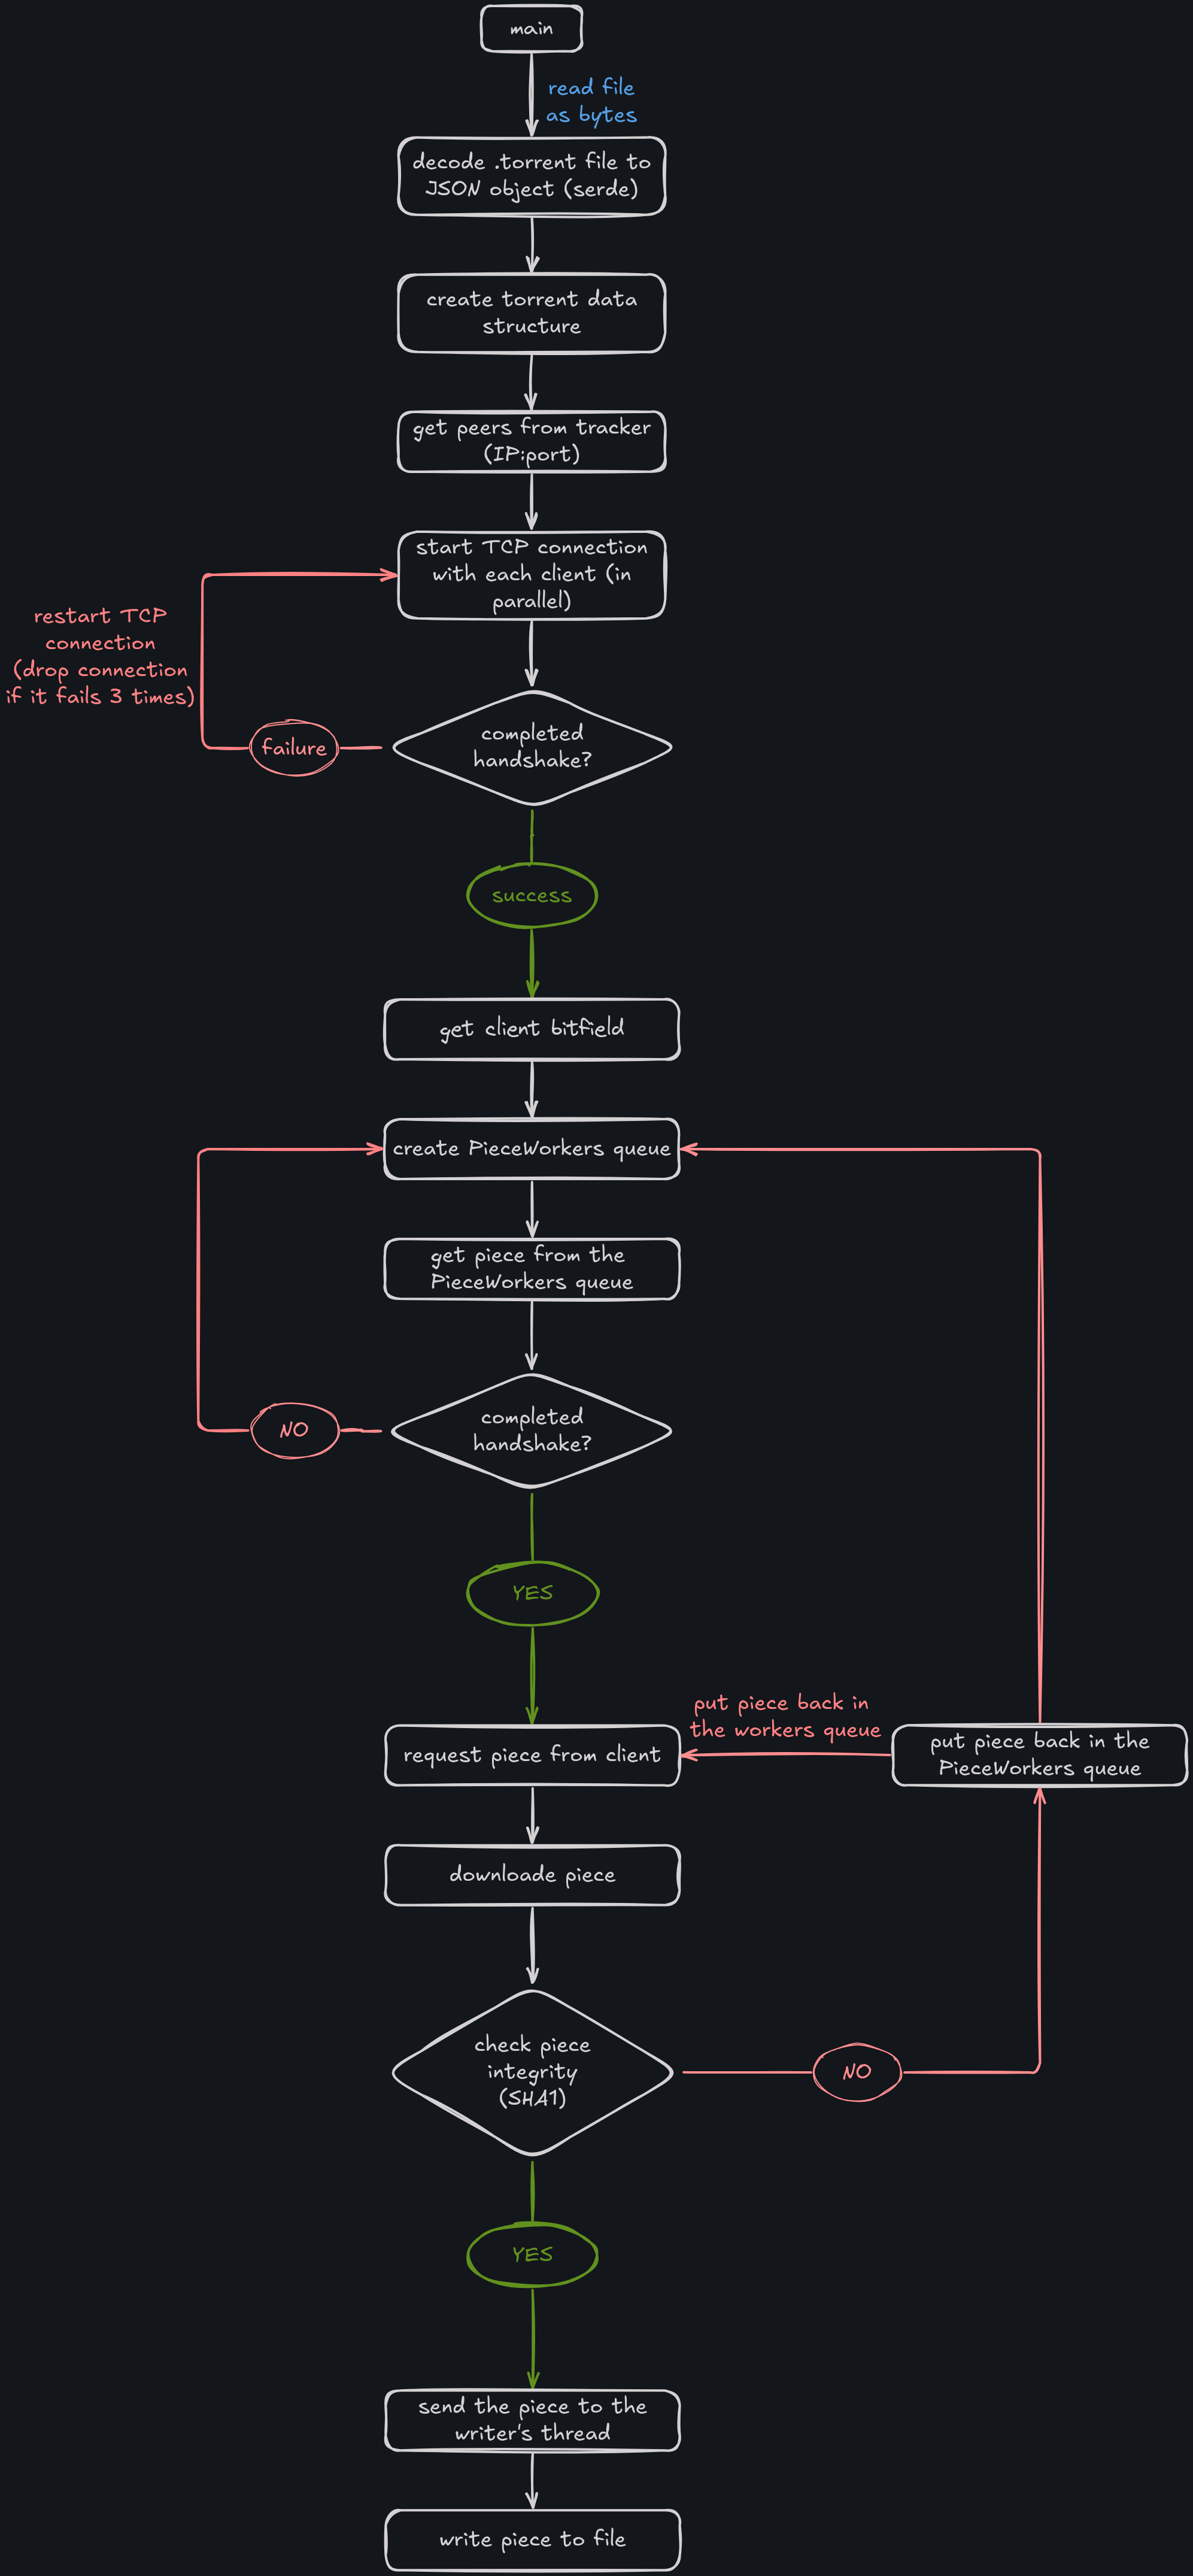 main
read file
as bytes
decode .torrent file to
JSON object (serde)
create torrent data
structure
get peers from tracker
(IP:port)
start TCP connection
with each client (in
parallel)
restart TCP
connection
(drop connection
if it fails 3 times)
failure
completed
handshake?
success
get client bitfield
create PieceWorkers queue
get piece from the
PieceWorkers queue
NO
completed
handshake?
YES
put piece back in
the workers queue
request piece from client
put piece back in the
PieceWorkers queue
downloade piece
check piece
integrity
(SHA1)
NO
YES
send the piece to the
writer's thread
write piece to file